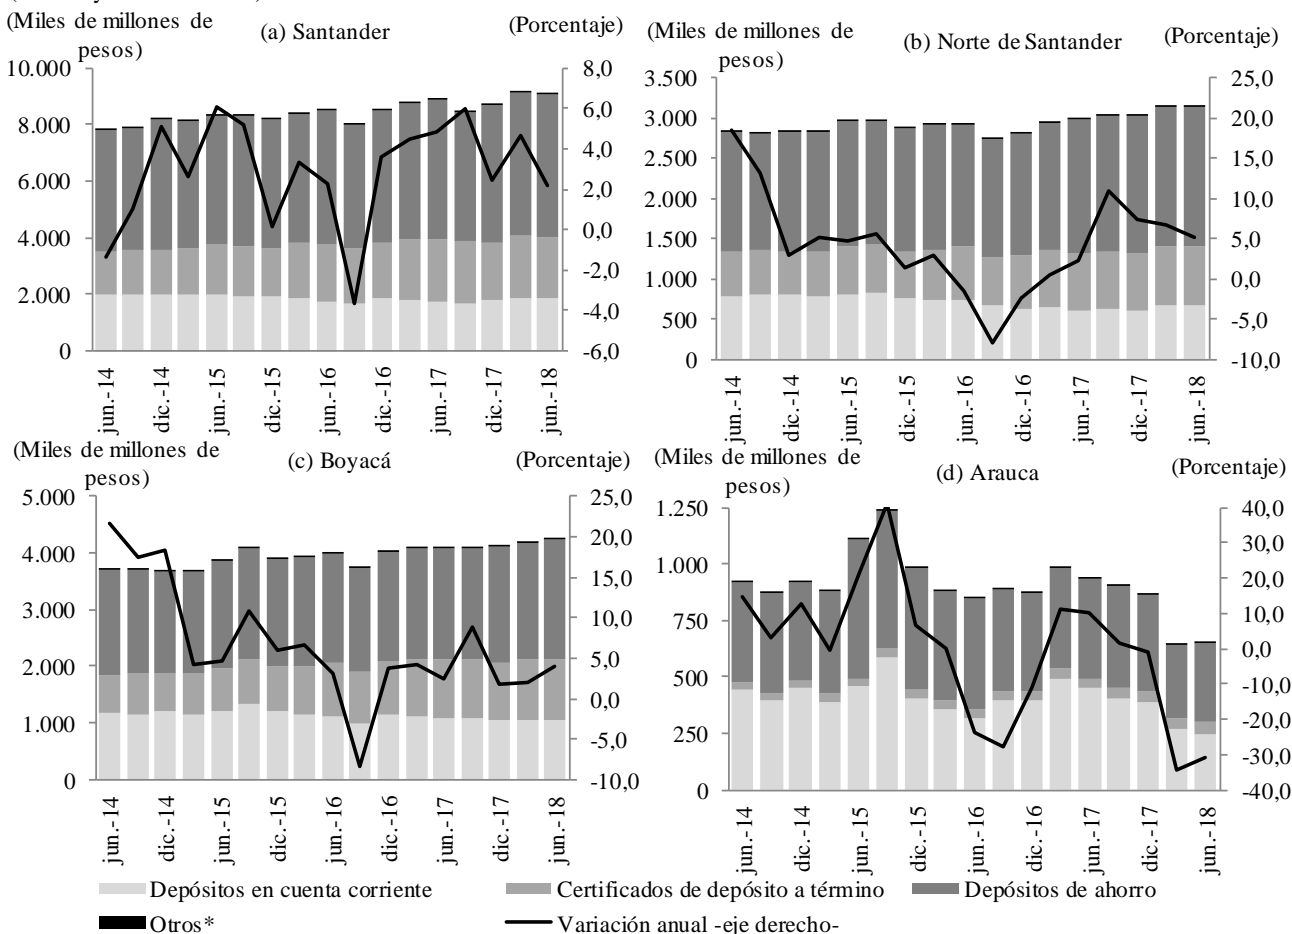 (Miles de millones de
pesos)
(a) Santander
(Porcentaje)
10.000
8.000
6.000
4.000
2.000
0
8,0
6,0
4,0
2,0
0,0
-2,0
-4,0
-6,0
jun.-14
dic.-14
jun.-15
dic.-15
jun.-16
dic.-16
jun.-17
dic.-17
jun.-18
(Miles de millones de
pesos)
(b) Norte de Santander
(Porcentaje)
3.500
3.000
2.500
2.000
1.500
1.000
500
0
25,0
20,0
15,0
10,0
5,0
0,0
-5,0
-10,0
jun.-14
dic.-14
jun.-15
dic.-15
jun.-16
dic.-16
jun.-17
dic.-17
jun.-18
(Miles de millones de
pesos)
(c) Boyacá
(Porcentaje)
5.000
4.000
3.000
2.000
1.000
0
25,0
20,0
15,0
10,0
5,0
0,0
-5,0
-10,0
jun.-14
dic.-14
jun.-15
dic.-15
jun.-16
dic.-16
jun.-17
dic.-17
jun.-18
(Miles de millones de
pesos)
(d) Arauca
(Porcentaje)
1.250
1.000
750
500
250
0
40,0
30,0
20,0
10,0
0,0
-10,0
-20,0
-30,0
-40,0
jun.-14
dic.-14
jun.-15
dic.-15
jun.-16
dic.-16
jun.-17
dic.-17
jun.-18
Depósitos en cuenta corriente
Certificados de depósito a término
Depósitos de ahorro
Otros*
Variación anual -eje derecho-